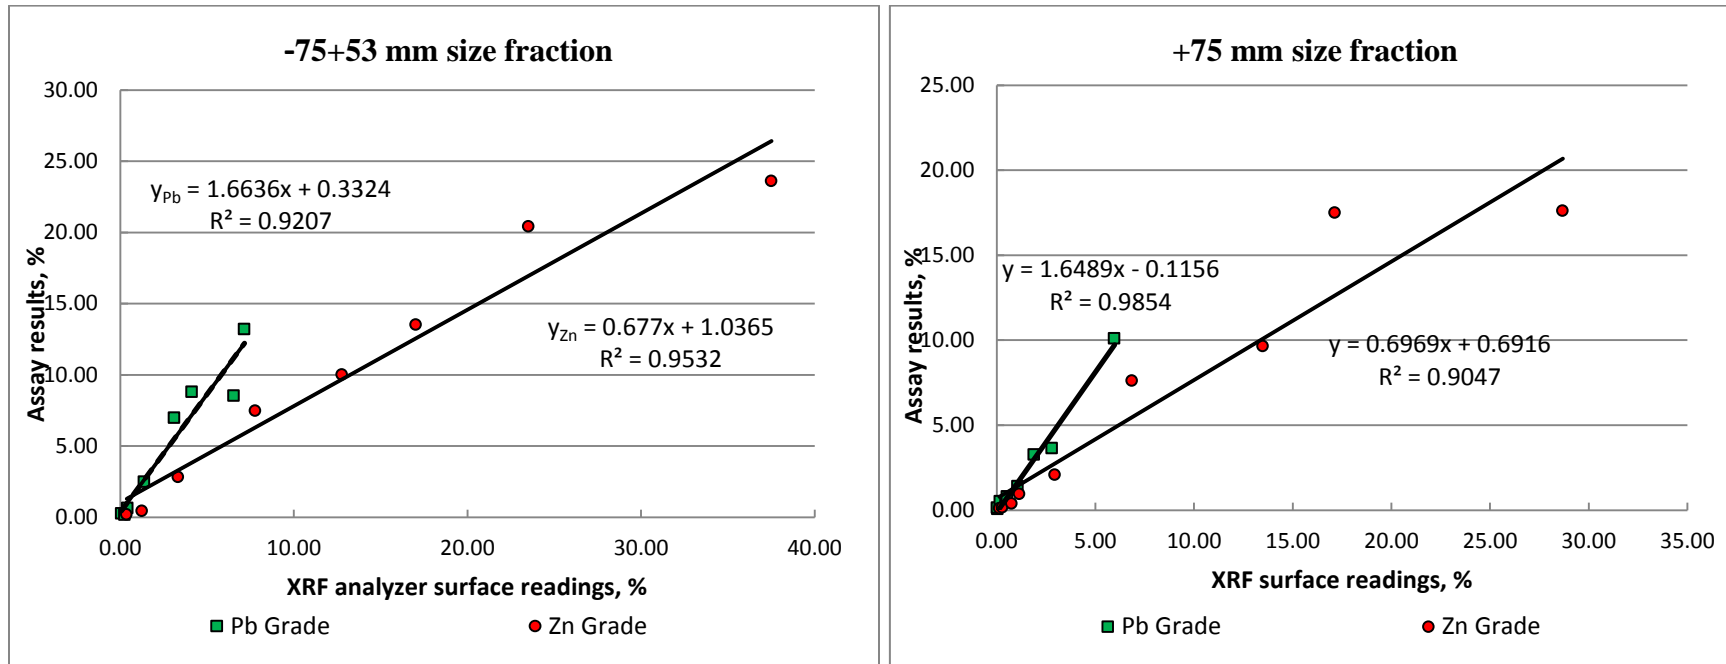 -75+53 mm size fraction
30.00
25.00
20.00
15.00
10.00
5.00
0.00
Assay results, %
y_Pb = 1.6636x + 0.3324
R² = 0.9207
y_Zn = 0.677x + 1.0365
R² = 0.9532
0.00 10.00 20.00 30.00 40.00
XRF analyzer surface readings, %
Pb Grade Zn Grade
+75 mm size fraction
25.00
20.00
15.00
10.00
5.00
0.00
Assay results, %
y = 1.6489x - 0.1156
R² = 0.9854
y = 0.6969x + 0.6916
R² = 0.9047
0.00 5.00 10.00 15.00 20.00 25.00 30.00 35.00
XRF surface readings, %
Pb Grade Zn Grade